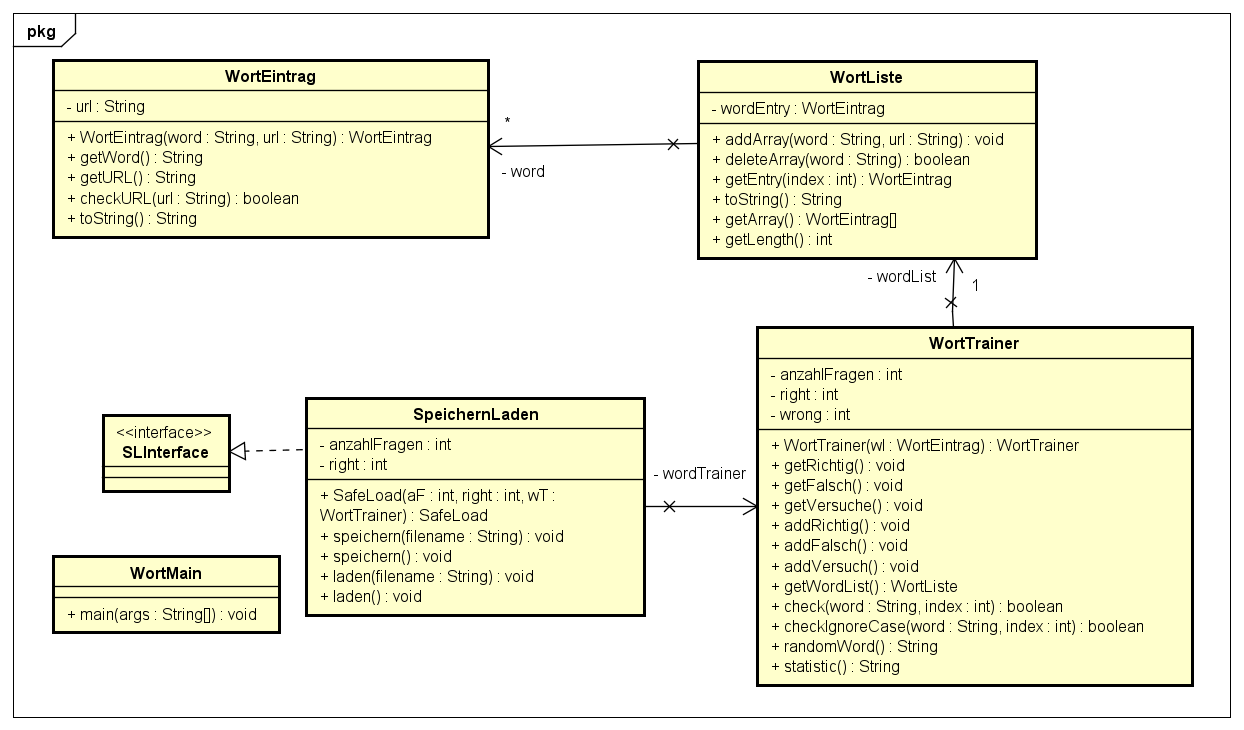 pkg
WortEintrag
- url : String
+ WortEintrag(word : String, url : String) : WortEintrag
+ getWord() : String
+ getURL() : String
+ checkURL(url : String) : boolean
+ toString() : String
*
- word
WortListe
- wordEntry : WortEintrag
+ addArray(word : String, url : String) : void
+ deleteArray(word : String) : boolean
+ getEntry(index : int) : WortEintrag
+ toString() : String
+ getArray() : WortEintrag[]
+ getLength() : int
- wordList
1
WortTrainer
- anzahlFragen : int
- right : int
- wrong : int
+ WortTrainer(wl : WortEintrag) : WortTrainer
+ getRichtig() : void
+ getFalsch() : void
+ getVersuche() : void
+ addRichtig() : void
+ addFalsch() : void
+ addVersuch() : void
+ getWordList() : WortListe
+ check(word : String, index : int) : boolean
+ checkIgnoreCase(word : String, index : int) : boolean
+ randomWord() : String
+ statistic() : String
<<interface>>
SLInterface
SpeichernLaden
- anzahlFragen : int
- right : int
+ SafeLoad(aF : int, right : int, wT :
WortTrainer) : SafeLoad
+ speichern(filename : String) : void
+ speichern() : void
+ laden(filename : String) : void
+ laden() : void
- wordTrainer
WortMain
+ main(args : String[]) : void